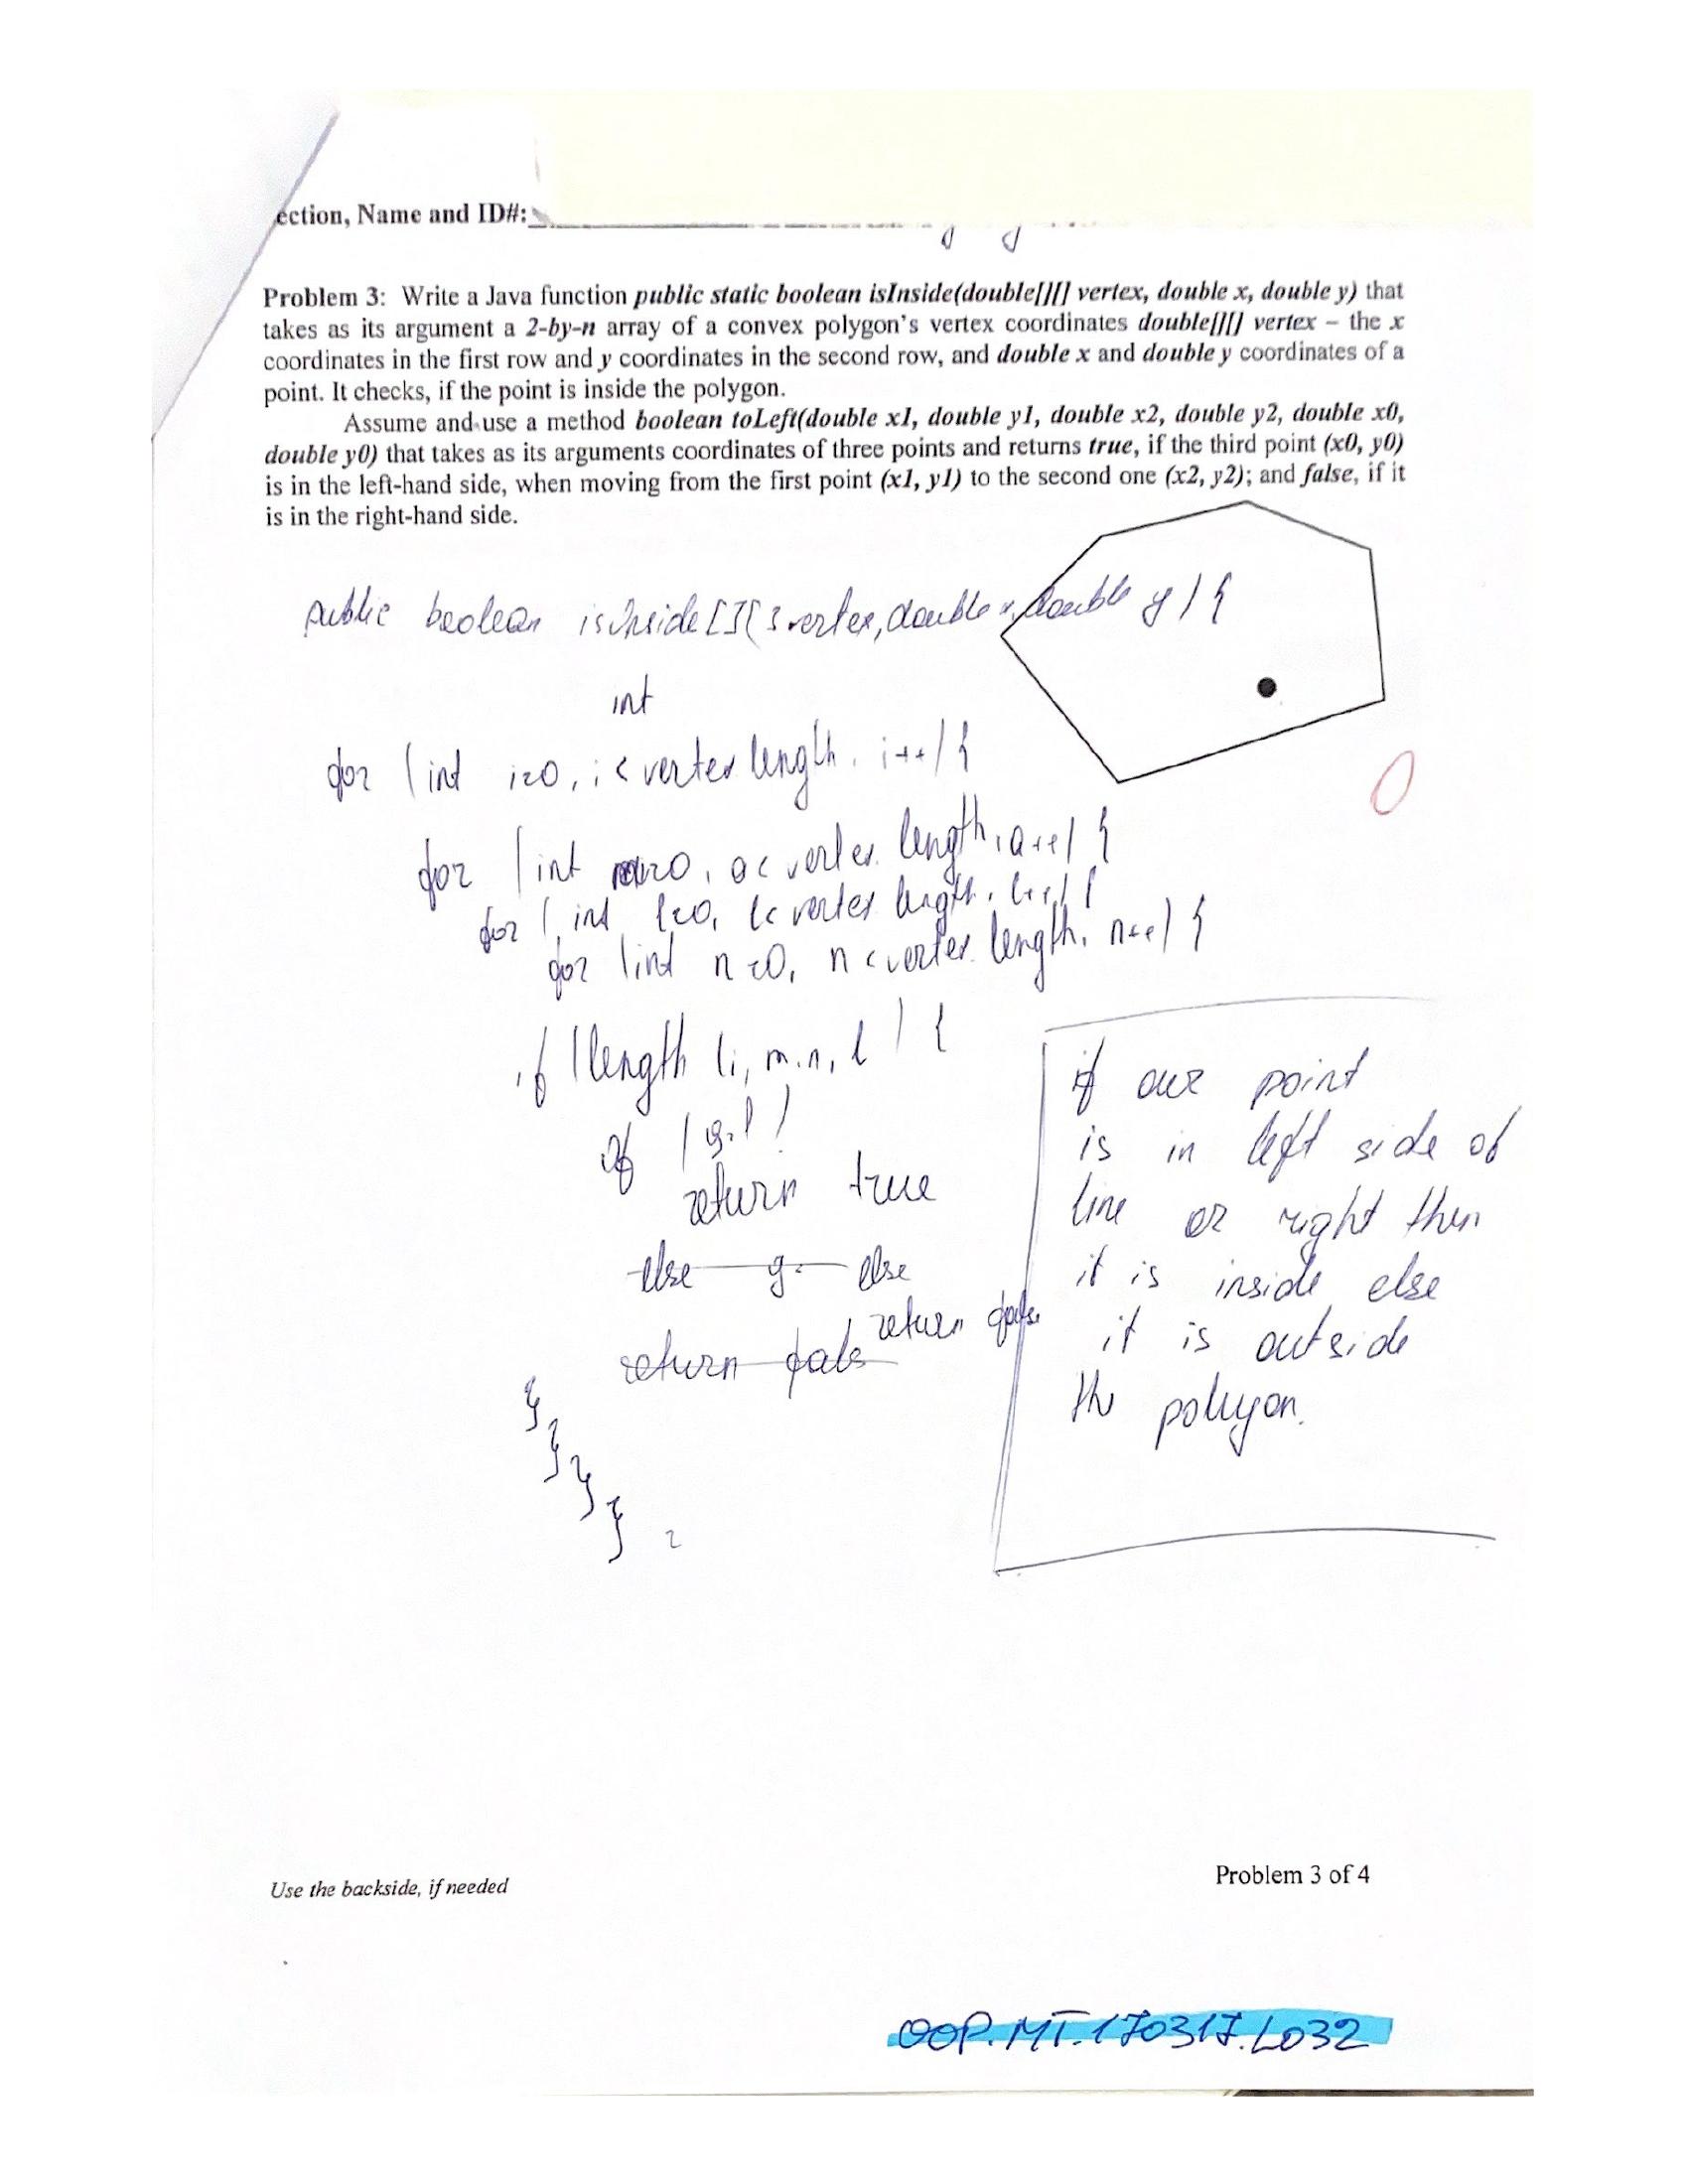 ection, Name and ID#:
Problem 3: Write a Java function public static boolean isInside(double[][] vertex, double x, double y) that
takes as its argument a 2-by-n array of a convex polygon's vertex coordinates double[][] vertex – the x
coordinates in the first row and y coordinates in the second row, and double x and double y coordinates of a
point. It checks, if the point is inside the polygon.
Assume and use a method boolean toLeft(double x1, double y1, double x2, double y2, double x0,
double y0) that takes as its arguments coordinates of three points and returns true, if the third point (x0, y0)
is in the left-hand side, when moving from the first point (x1, y1) to the second one (x2, y2); and false, if it
is in the right-hand side.
public boolean isInside[][] vertex, double x, double y) {
int
for (int i=0, i < vertex length, i++) {
0
for (int =0, a< vertex. length, a++) {
for (int l=0, l< vertex length, l++) {
for (int n=0, n < vertex. length, n++) {
if (length (i, m, n, l) {
if (y.l)
return true
else y. else
return false
return fals
} } } }
if our point
is in left side of
line or right then
it is inside else
it is outside
the polygon.
Use the backside, if needed
Problem 3 of 4
OOP.MT.170317.L032